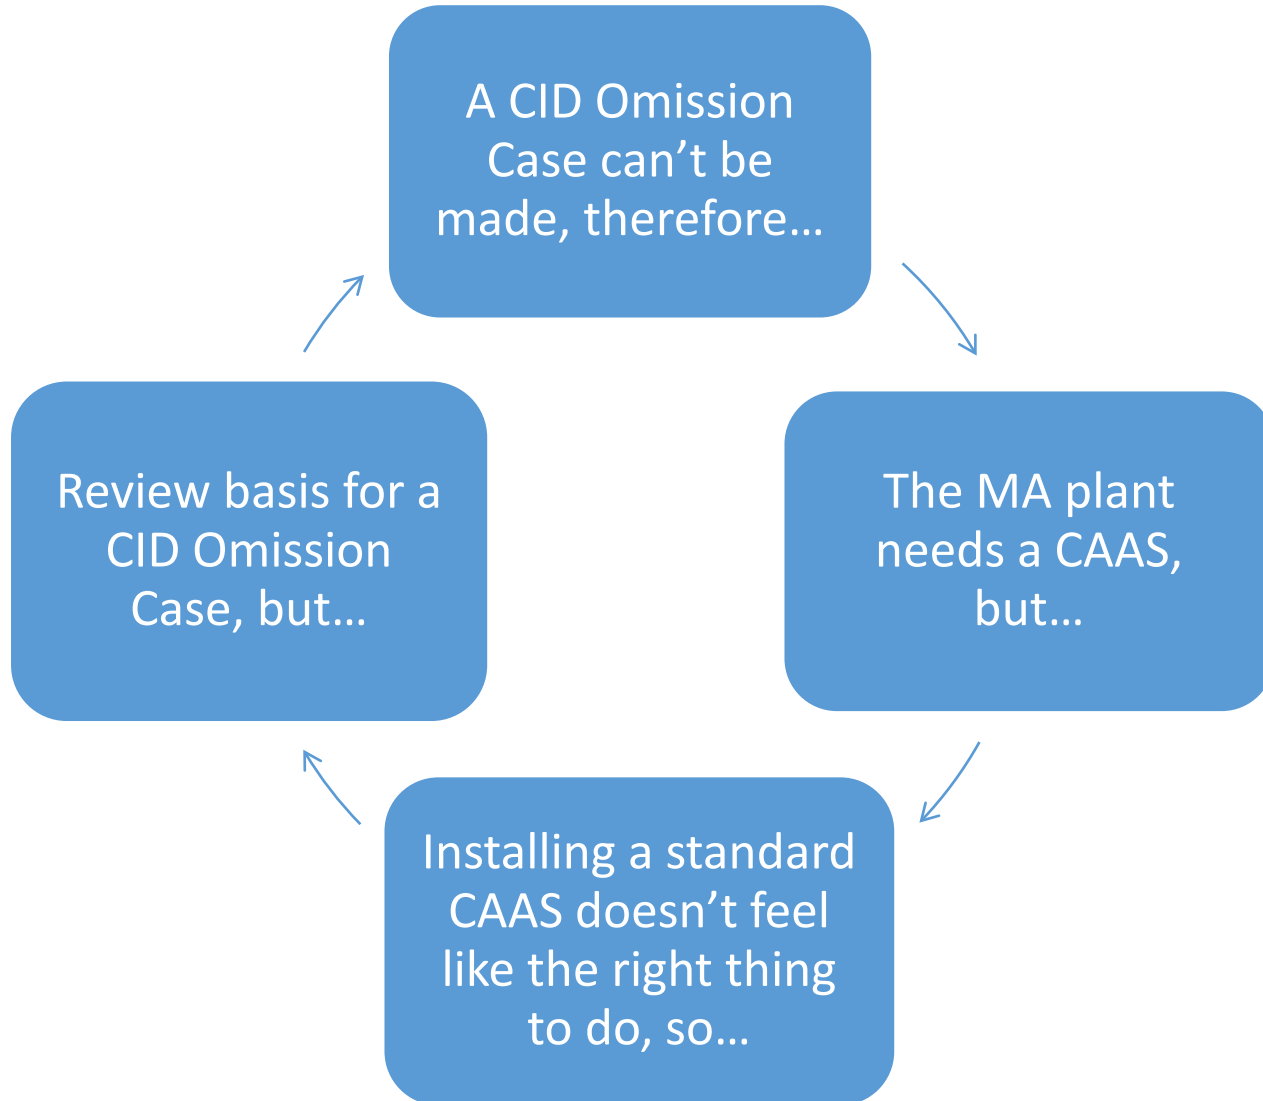 A CID Omission
Case can’t be
made, therefore…
The MA plant
needs a CAAS,
but…
Installing a standard
CAAS doesn’t feel
like the right thing
to do, so…
Review basis for a
CID Omission
Case, but…